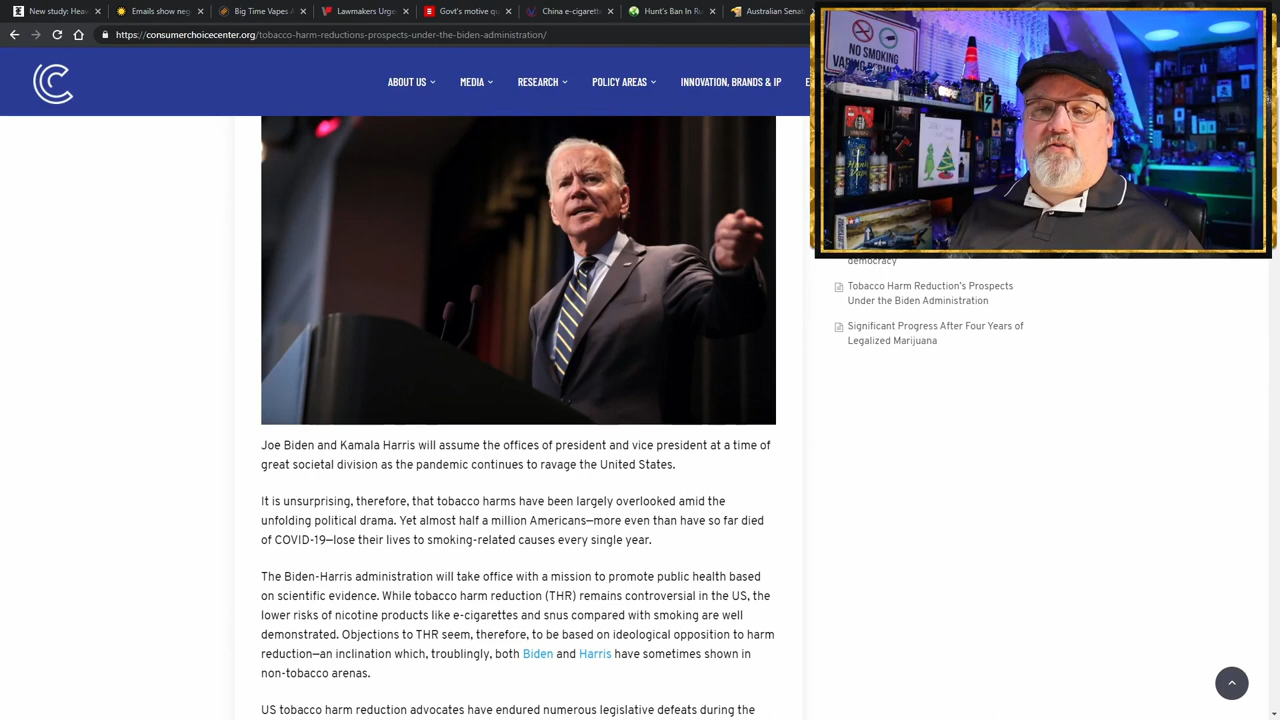 New study: Hea
Emails show ne
Big Time Vapes /
Lawmakers Urge
Govt's motive q
China e-cigarett
Hunt's Ban In R
Australian Senat
https://consumerchoicecenter.org/tobacco-harm-reductions-prospects-under-the-biden-administration/
ABOUT US
MEDIA
RESEARCH
POLICY AREAS
INNOVATION, BRANDS & IP
E
NO SMOKING
democracy
Tobacco Harm Reduction's Prospects
Under the Biden Administration
Significant Progress After Four Years of
Legalized Marijuana
Joe Biden and Kamala Harris will assume the offices of president and vice president at a time of
great societal division as the pandemic continues to ravage the United States.
It is unsurprising, therefore, that tobacco harms have been largely overlooked amid the
unfolding political drama. Yet almost half a million Americans—more even than have so far died
of COVID-19—lose their lives to smoking-related causes every single year.
The Biden-Harris administration will take office with a mission to promote public health based
on scientific evidence. While tobacco harm reduction (THR) remains controversial in the US, the
lower risks of nicotine products like e-cigarettes and snus compared with smoking are well
demonstrated. Objections to THR seem, therefore, to be based on ideological opposition to harm
reduction—an inclination which, troublingly, both Biden and Harris have sometimes shown in
non-tobacco arenas.
US tobacco harm reduction advocates have endured numerous legislative defeats during the